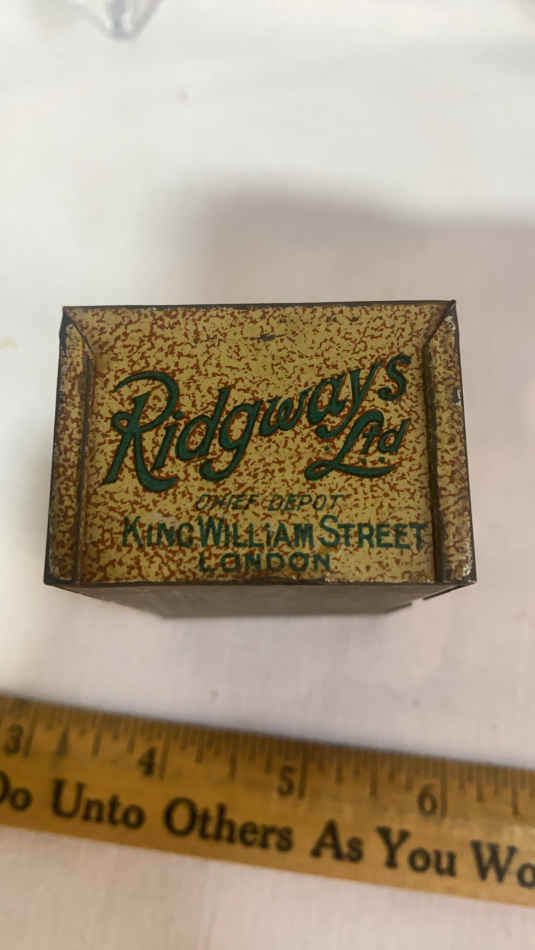 Ridgways
Ltd
CHIEF DEPOT
KING WILLIAM STREET
LONDON
3 4 5 6
Do Unto Others As You Wo